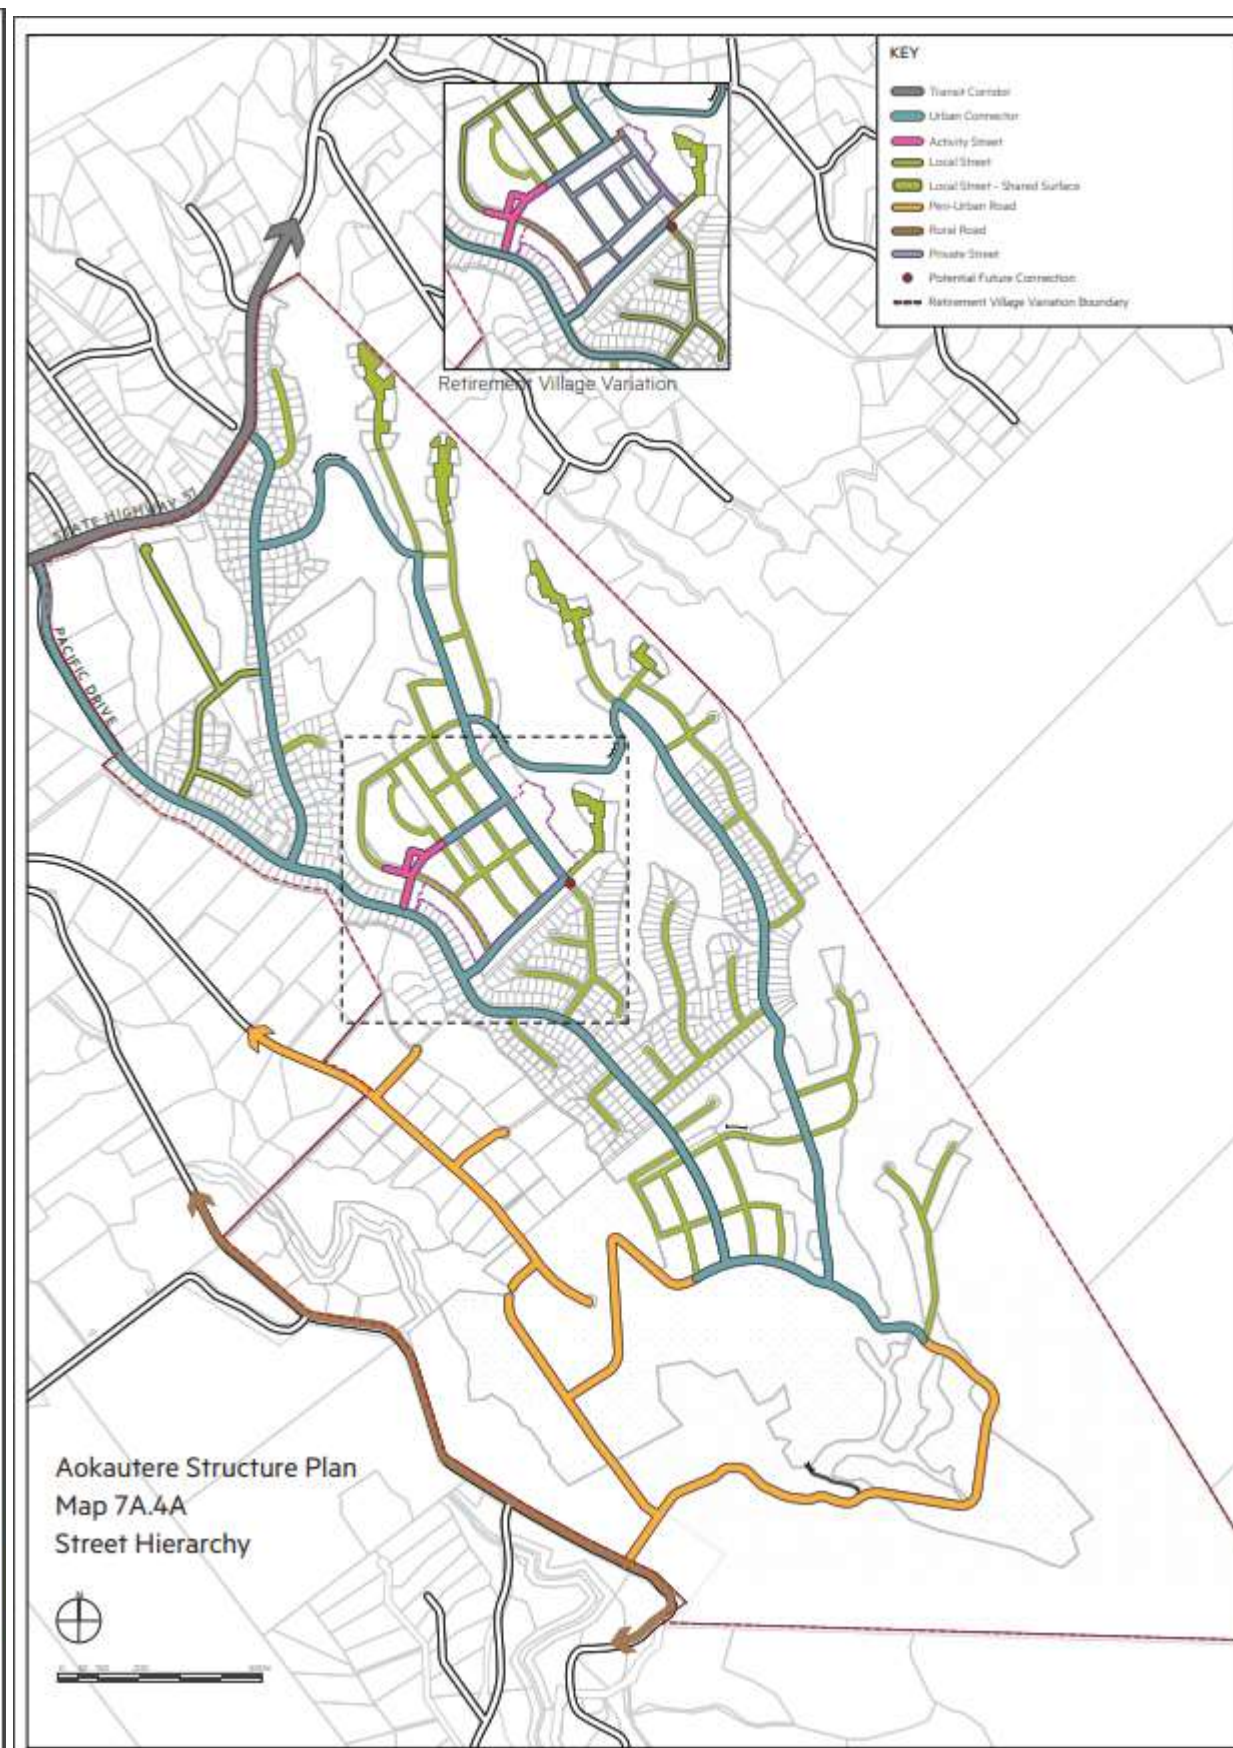 KEY
Transit Corridor
Urban Connector
Activity Street
Local Street
Local Street - Shared Surface
Peri-Urban Road
Rural Road
Private Street
Potential Future Connection
Retirement Village Variation Boundary
Retirement Village Variation
STATE HIGHWAY 57
PACIFIC DRIVE
Aokautere Structure Plan
Map 7A.4A
Street Hierarchy
N